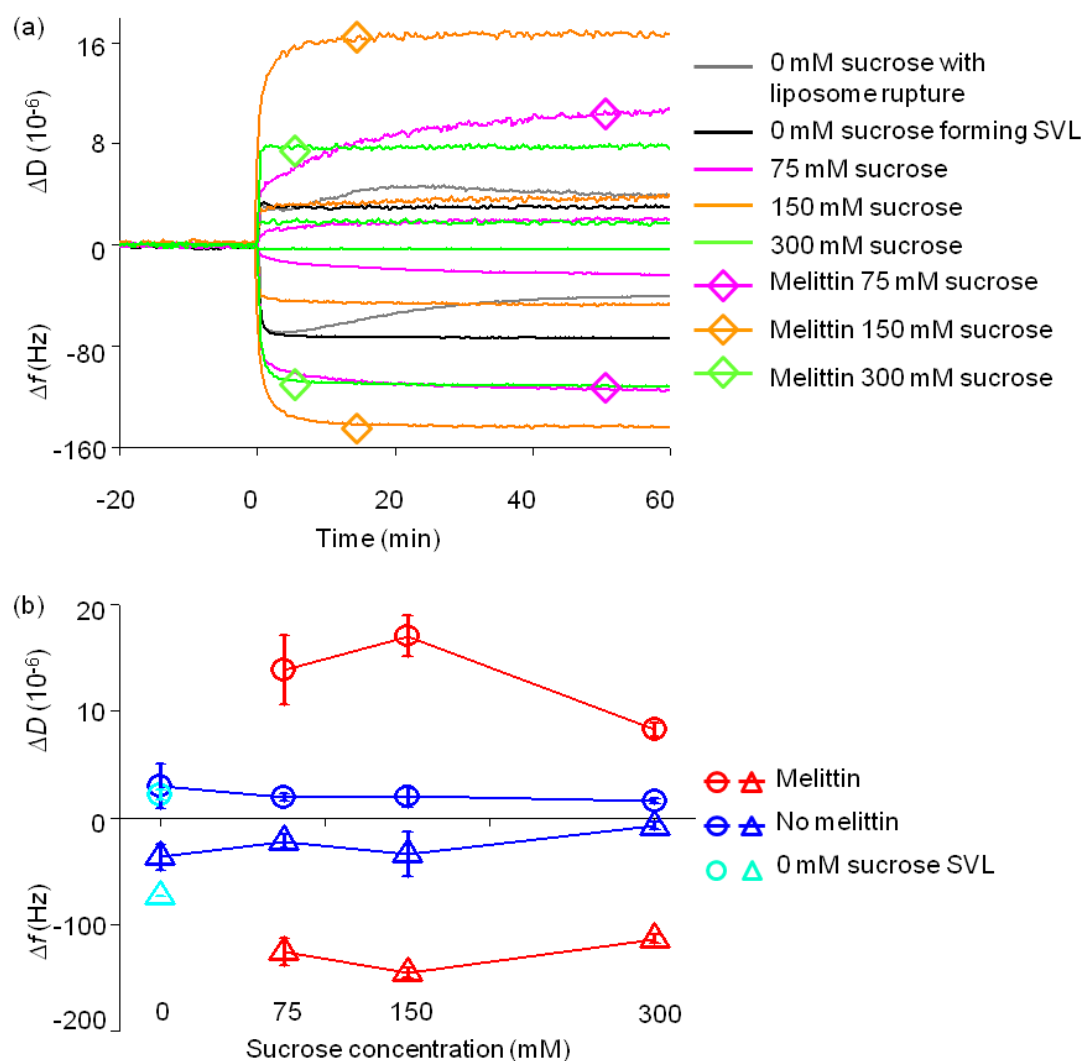 (a)
16
8
0
-80
-160
ΔD (10-6)
Δf (Hz)
-20
0
20
40
60
Time (min)
0 mM sucrose with
liposome rupture
0 mM sucrose forming SVL
75 mM sucrose
150 mM sucrose
300 mM sucrose
Melittin 75 mM sucrose
Melittin 150 mM sucrose
Melittin 300 mM sucrose
(b)
20
10
0
-100
-200
ΔD (10-6)
Δf (Hz)
0
75
150
300
Sucrose concentration (mM)
Melittin
No melittin
0 mM sucrose SVL